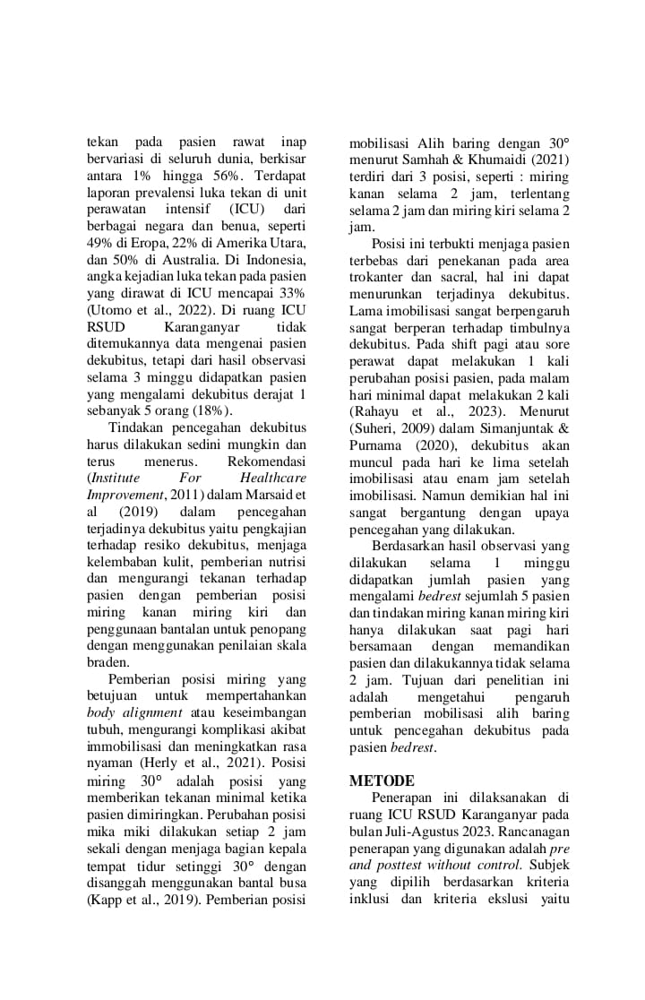 tekan pada pasien rawat inap
bervariasi di seluruh dunia, berkisar
antara 1% hingga 56%. Terdapat
laporan prevalensi luka tekan di unit
perawatan intensif (ICU) dari
berbagai negara dan benua, seperti
49% di Eropa, 22% di Amerika Utara,
dan 50% di Australia. Di Indonesia,
angka kejadian luka tekan pada pasien
yang dirawat di ICU mencapai 33%
(Utomo et al., 2022). Di ruang ICU
RSUD Karanganyar tidak
ditemukannya data mengenai pasien
dekubitus, tetapi dari hasil observasi
selama 3 minggu didapatkan pasien
yang mengalami dekubitus derajat 1
sebanyak 5 orang (18%).
Tindakan pencegahan dekubitus
harus dilakukan sedini mungkin dan
terus menerus. Rekomendasi
(Institute For Healthcare
Improvement, 2011) dalam Marsaid et
al (2019) dalam pencegahan
terjadinya dekubitus yaitu pengkajian
terhadap resiko dekubitus, menjaga
kelembaban kulit, pemberian nutrisi
dan mengurangi tekanan terhadap
pasien dengan pemberian posisi
miring kanan miring kiri dan
penggunaan bantalan untuk penopang
dengan menggunakan penilaian skala
braden.
Pemberian posisi miring yang
betujuan untuk mempertahankan
body alignment atau keseimbangan
tubuh, mengurangi komplikasi akibat
immobilisasi dan meningkatkan rasa
nyaman (Herly et al., 2021). Posisi
miring 30° adalah posisi yang
memberikan tekanan minimal ketika
pasien dimiringkan. Perubahan posisi
mika miki dilakukan setiap 2 jam
sekali dengan menjaga bagian kepala
tempat tidur setinggi 30° dengan
disanggah menggunakan bantal busa
(Kapp et al., 2019). Pemberian posisi
mobilisasi Alih baring dengan 30°
menurut Samhah & Khumaidi (2021)
terdiri dari 3 posisi, seperti : miring
kanan selama 2 jam, terlentang
selama 2 jam dan miring kiri selama 2
jam.
Posisi ini terbukti menjaga pasien
terbebas dari penekanan pada area
trokanter dan sacral, hal ini dapat
menurunkan terjadinya dekubitus.
Lama imobilisasi sangat berpengaruh
sangat berperan terhadap timbulnya
dekubitus. Pada shift pagi atau sore
perawat dapat melakukan 1 kali
perubahan posisi pasien, pada malam
hari minimal dapat melakukan 2 kali
(Rahayu et al., 2023). Menurut
(Suheri, 2009) dalam Simanjuntak &
Purnama (2020), dekubitus akan
muncul pada hari ke lima setelah
imobilisasi atau enam jam setelah
imobilisasi. Namun demikian hal ini
sangat bergantung dengan upaya
pencegahan yang dilakukan.
Berdasarkan hasil observasi yang
dilakukan selama 1 minggu
didapatkan jumlah pasien yang
mengalami bedrest sejumlah 5 pasien
dan tindakan miring kanan miring kiri
hanya dilakukan saat pagi hari
bersamaan dengan memandikan
pasien dan dilakukannya tidak selama
2 jam. Tujuan dari penelitian ini
adalah mengetahui pengaruh
pemberian mobilisasi alih baring
untuk pencegahan dekubitus pada
pasien bedrest.
METODE
Penerapan ini dilaksanakan di
ruang ICU RSUD Karanganyar pada
bulan Juli-Agustus 2023. Rancanagan
penerapan yang digunakan adalah pre
and posttest without control. Subjek
yang dipilih berdasarkan kriteria
inklusi dan kriteria ekslusi yaitu